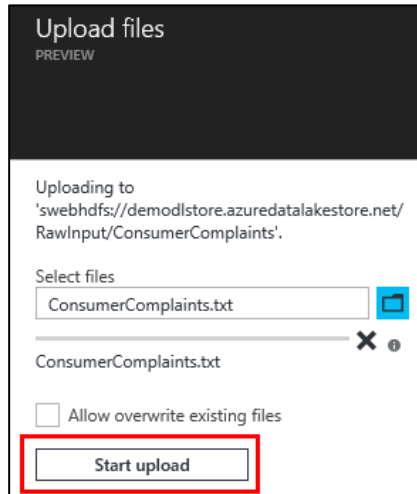 Upload files
PREVIEW
Uploading to
'swebhdfs://demodlstore.azuredatalakestore.net/
RawInput/ConsumerComplaints'.
Select files
ConsumerComplaints.txt
ConsumerComplaints.txt
Allow overwrite existing files
Start upload